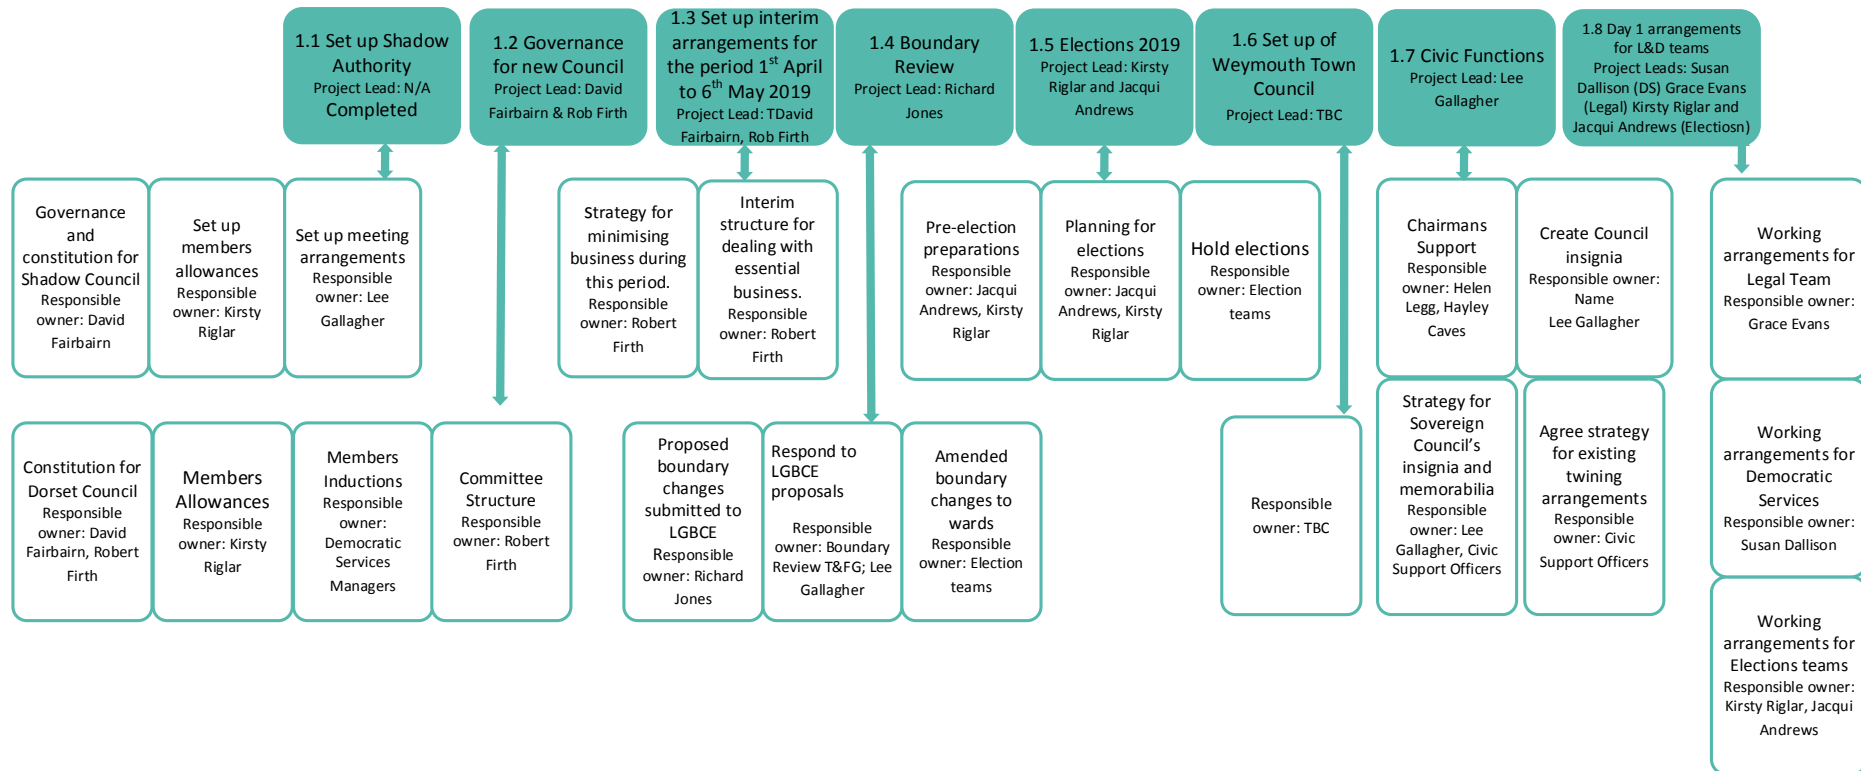 1.1 Set up Shadow
Authority
Project Lead: N/A
Completed
1.2 Governance
for new Council
Project Lead: David
Fairbairn & Rob Firth
1.3 Set up interim
arrangements for
the period 1st April
to 6th May 2019
Project Lead: TDavid
Fairbairn, Rob Firth
1.4 Boundary
Review
Project Lead: Richard
Jones
1.5 Elections 2019
Project Lead: Kirsty
Riglar and Jacqui
Andrews
1.6 Set up of
Weymouth Town
Council
Project Lead: TBC
1.7 Civic Functions
Project Lead: Lee
Gallagher
1.8 Day 1 arrangements
for L&D teams
Project Leads: Susan
Dallison (DS) Grace Evans
(Legal) Kirsty Riglar and
Jacqui Andrews (Electiosn)
Governance
and
constitution for
Shadow Council
Responsible
owner: David
Fairbairn
Set up
members
allowances
Responsible
owner: Kirsty
Riglar
Set up meeting
arrangements
Responsible
owner: Lee
Gallagher
Strategy for
minimising
business during
this period.
Responsible
owner: Robert
Firth
Interim
structure for
dealing with
essential
business.
Responsible
owner: Robert
Firth
Pre-election
preparations
Responsible
owner: Jacqui
Andrews, Kirsty
Riglar
Planning for
elections
Responsible
owner: Jacqui
Andrews, Kirsty
Riglar
Hold elections
Responsible
owner: Election
teams
Chairmans
Support
Responsible
owner: Helen
Legg, Hayley
Caves
Create Council
insignia
Responsible owner:
Name
Lee Gallagher
Working
arrangements for
Legal Team
Responsible owner:
Grace Evans
Constitution for
Dorset Council
Responsible
owner: David
Fairbairn, Robert
Firth
Members
Allowances
Responsible
owner: Kirsty
Riglar
Members
Inductions
Responsible
owner:
Democratic
Services
Managers
Committee
Structure
Responsible
owner: Robert
Firth
Proposed
boundary
changes
submitted to
LGBCE
Responsible
owner: Richard
Jones
Respond to
LGBCE
proposals
Responsible
owner: Boundary
Review T&FG; Lee
Gallagher
Amended
boundary
changes to
wards
Responsible
owner: Election
teams
Responsible
owner: TBC
Strategy for
Sovereign
Council's
insignia and
memorabilia
Responsible
owner: Lee
Gallagher, Civic
Support Officers
Agree strategy
for existing
twining
arrangements
Responsible
owner: Civic
Support Officers
Working
arrangements for
Democratic
Services
Responsible owner:
Susan Dallison
Working
arrangements for
Elections teams
Responsible owner:
Kirsty Riglar, Jacqui
Andrews